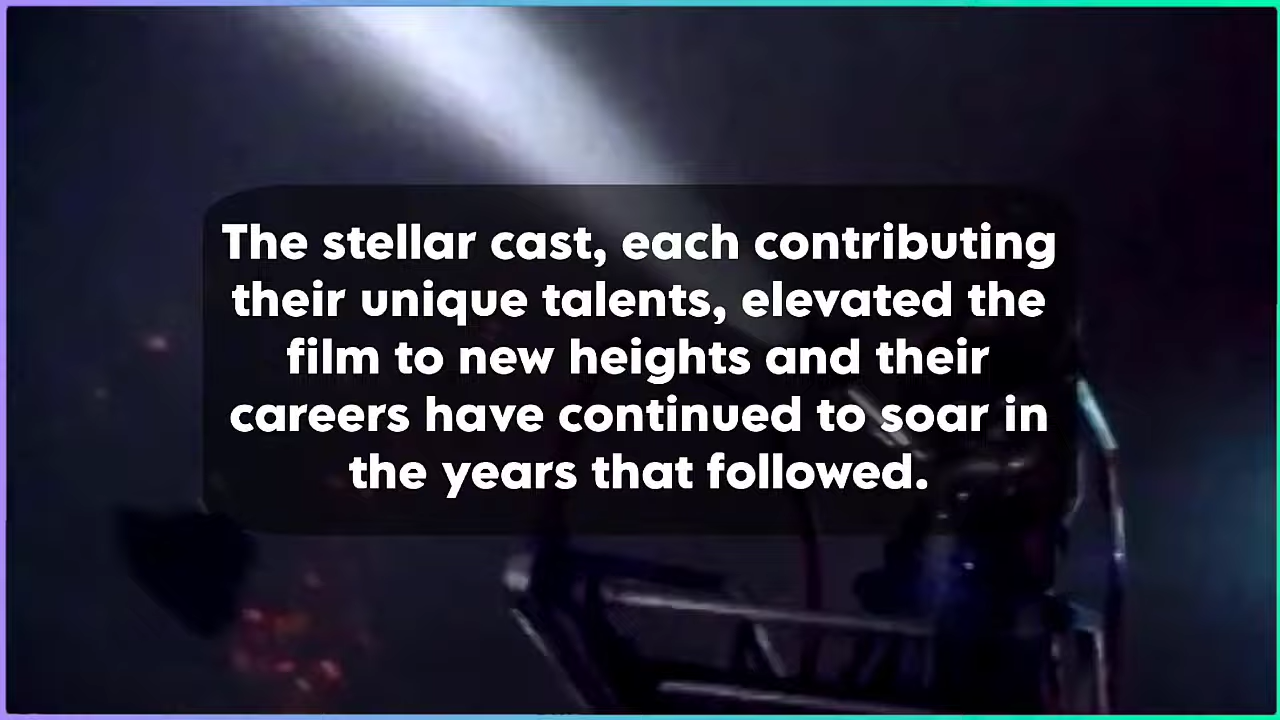 The stellar cast, each contributing
their unique talents, elevated the
film to new heights and their
careers have continued to soar in
the years that followed.